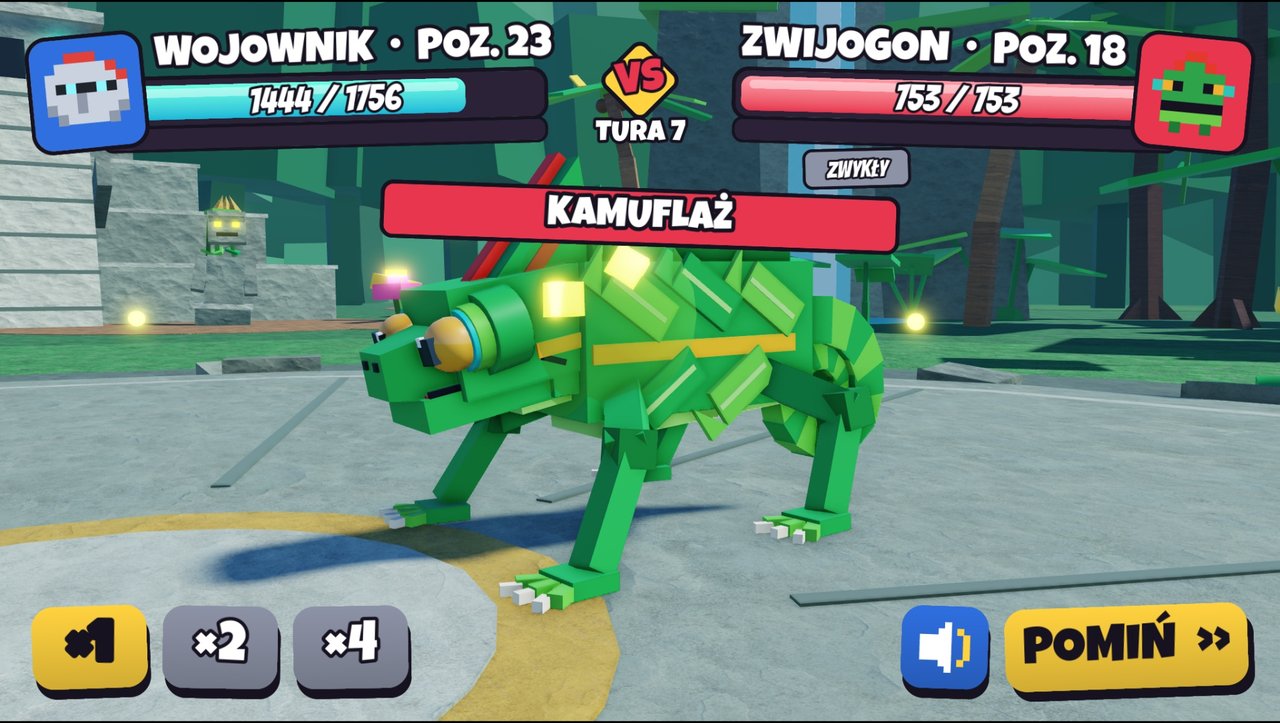 WOJOWNIK • POZ. 23
1444 / 1756
VS
TURA 7
ZWIJOGON • POZ. 18
753 / 753
ZWYKŁY
KAMUFLAŻ
×1
×2
×4
POMIŃ »